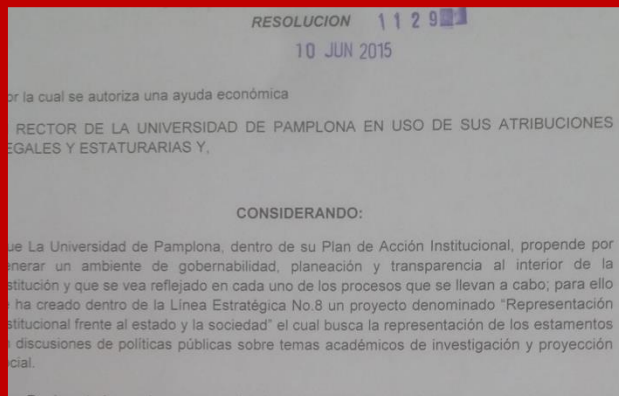 RESOLUCION 1 1 2 9
10 JUN 2015
or la cual se autoriza una ayuda económica
RECTOR DE LA UNIVERSIDAD DE PAMPLONA EN USO DE SUS ATRIBUCIONES
EGALES Y ESTATURARIAS Y,
CONSIDERANDO:
ue La Universidad de Pamplona, dentro de su Plan de Acción Institucional, propende por
enerar un ambiente de gobernabilidad, planeación y transparencia al interior de la
stitución y que se vea reflejado en cada uno de los procesos que se llevan a cabo; para ello
ha creado dentro de la Línea Estratégica No.8 un proyecto denominado "Representación
stitucional frente al estado y la sociedad" el cual busca la representación de los estamentos
discusiones de políticas públicas sobre temas académicos de investigación y proyección
cial.